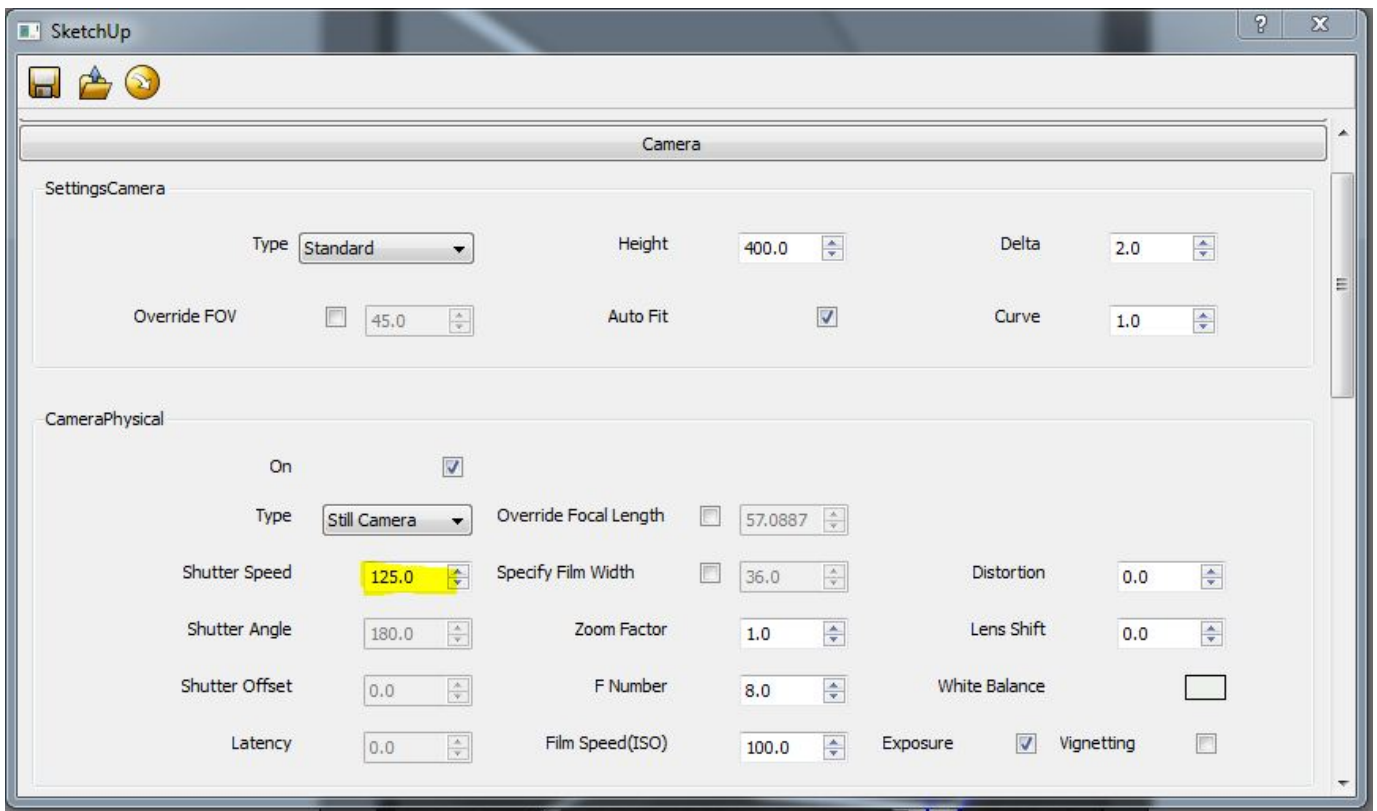 SketchUp
Camera
SettingsCamera
Type Standard Height 400.0 Delta 2.0
Override FOV 45.0 Auto Fit Curve 1.0
CameraPhysical
On
Type Still Camera Override Focal Length 57.0887
Shutter Speed 125.0 Specify Film Width 36.0 Distortion 0.0
Shutter Angle 180.0 Zoom Factor 1.0 Lens Shift 0.0
Shutter Offset 0.0 F Number 8.0 White Balance
Latency 0.0 Film Speed(ISO) 100.0 Exposure Vignetting